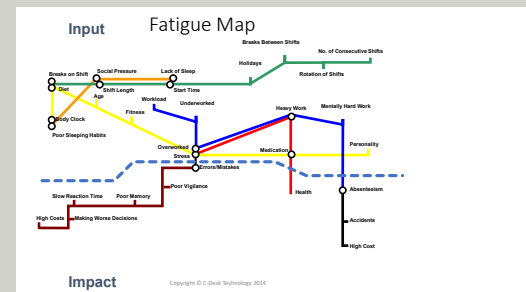 Input
Fatigue Map
Breaks Between Shifts
No. of Consecutive Shifts
Holidays
Rotation of Shifts
Breaks on Shift
Social Pressure
Lack of Sleep
Diet
Shift Length
Start Time
Age
Workload
Underworked
Heavy Work
Mentally Hard Work
Fitness
Body Clock
Poor Sleeping Habits
Overworked
Stress
Medication
Personality
Errors/Mistakes
Poor Vigilance
Health
Absenteeism
Slow Reaction Time
Poor Memory
High Costs
Making Worse Decisions
Accidents
High Cost
Impact
Copyright © C-Desk Technology 2014